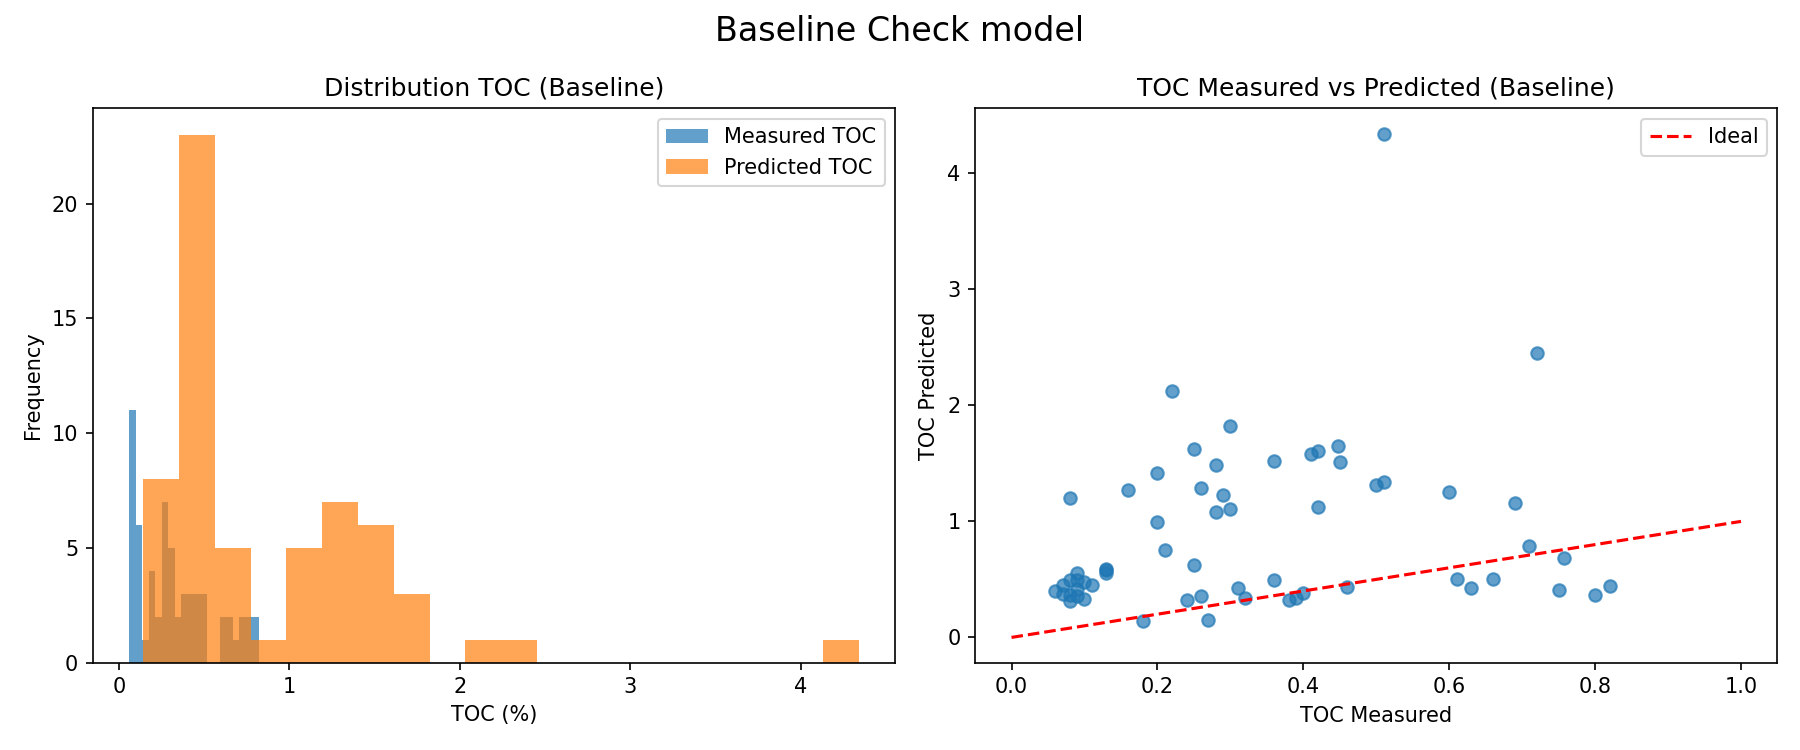 Baseline Check model
Distribution TOC (Baseline)
Measured TOC
Predicted TOC
Frequency
20
15
10
5
0
0 1 2 3 4
TOC (%)
TOC Measured vs Predicted (Baseline)
Ideal
TOC Predicted
4
3
2
1
0
0.0 0.2 0.4 0.6 0.8 1.0
TOC Measured